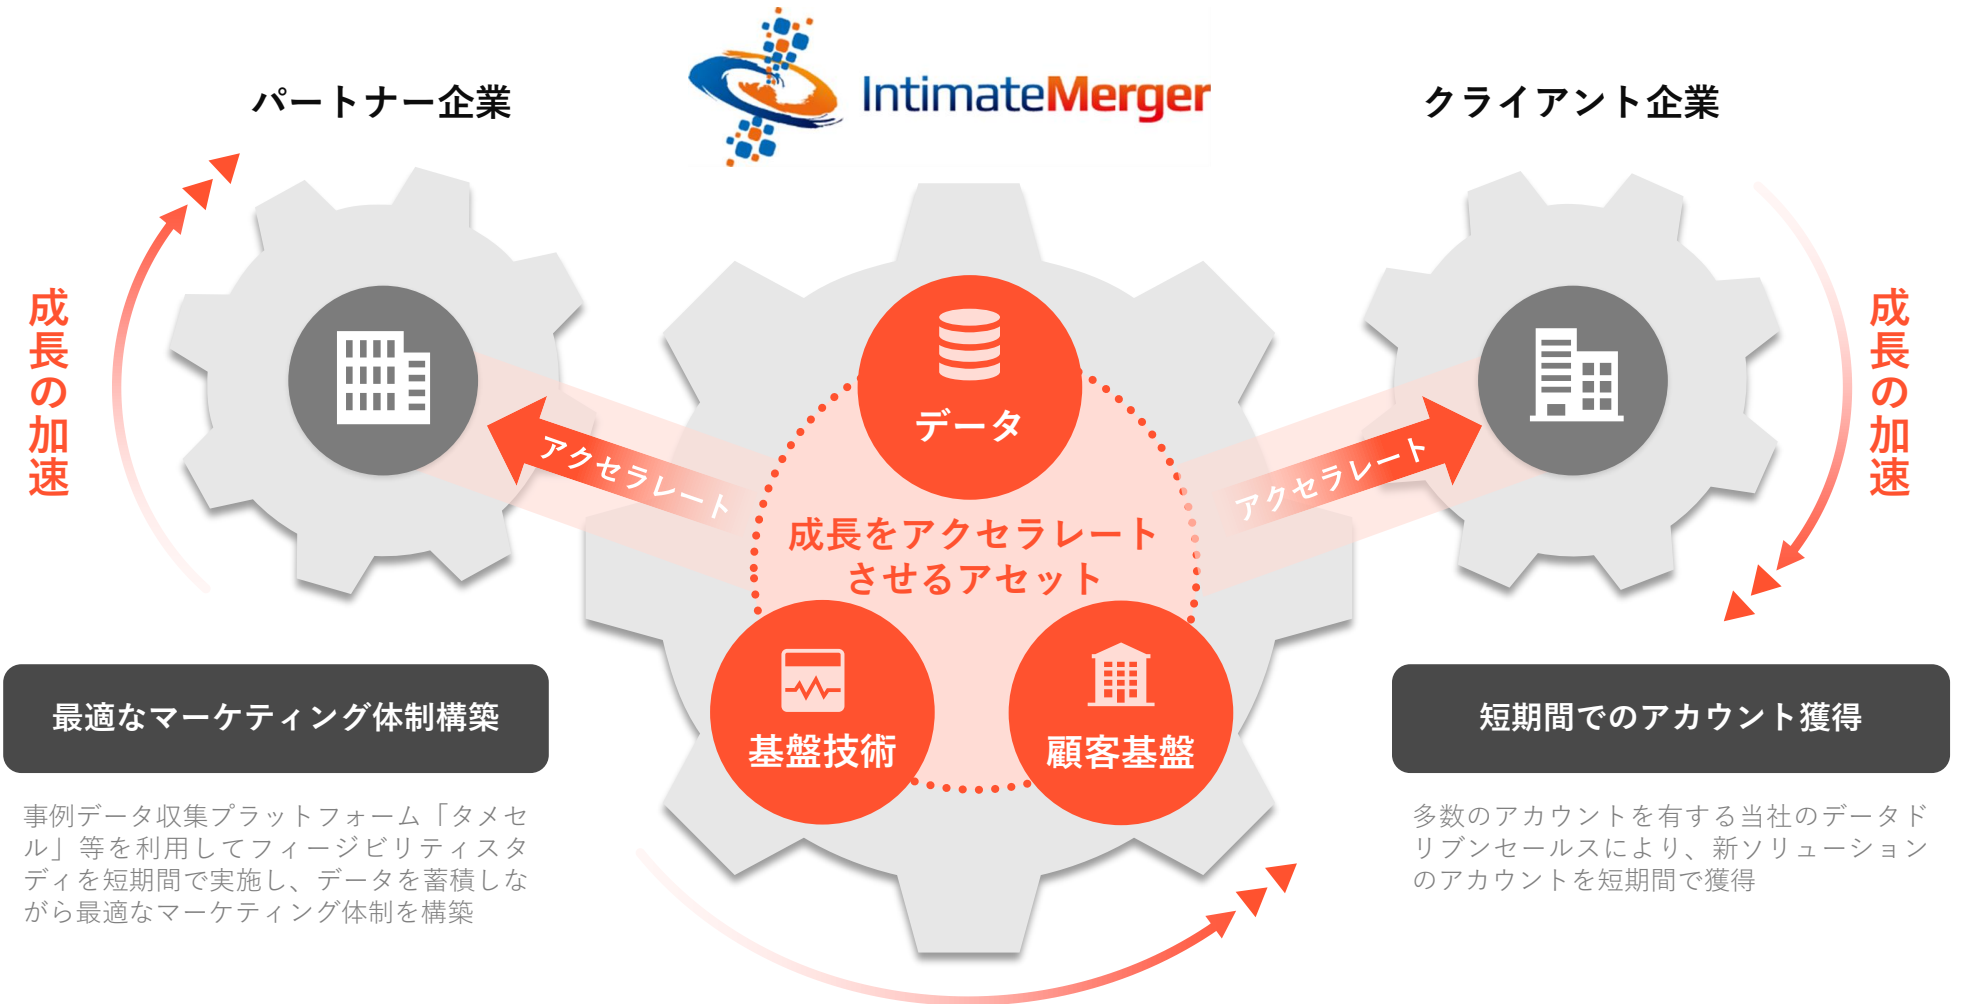 パートナー企業
IntimateMerger
クライアント企業
成長の加速
アクセラレート
データ
成長をアクセラレート
させるアセット
基盤技術
顧客基盤
アクセラレート
成長の加速
最適なマーケティング体制構築
事例データ収集プラットフォーム「タメセ
ル」等を利用してフィージビリティスタ
ディを短期間で実施し、データを蓄積しな
がら最適なマーケティング体制を構築
短期間でのアカウント獲得
多数のアカウントを有する当社のデータド
リブンセールスにより、新ソリューション
のアカウントを短期間で獲得